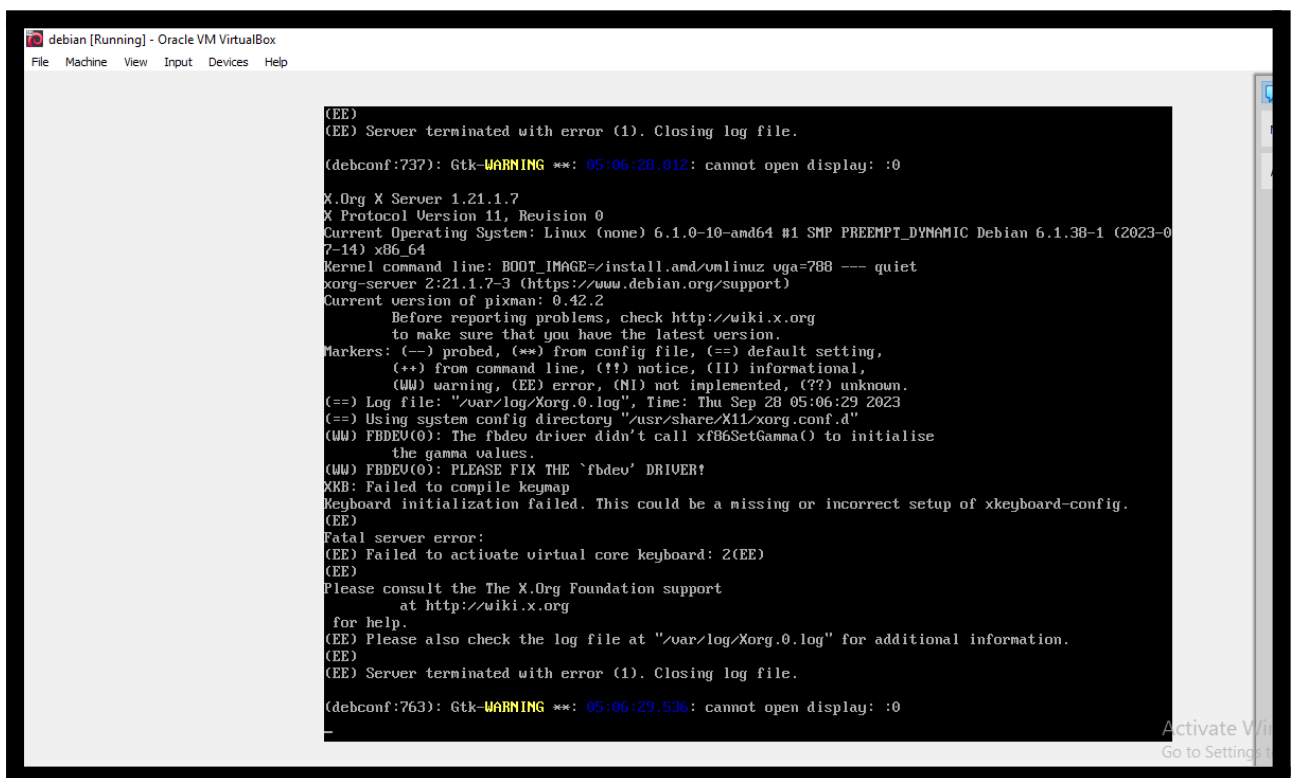 debian [Running] - Oracle VM VirtualBox
File Machine View Input Devices Help
(EE)
(EE) Server terminated with error (1). Closing log file.
(debconf:737): Gtk-WARNING **: 05:06:28.012: cannot open display: :0
X.Org X Server 1.21.1.7
X Protocol Version 11, Revision 0
Current Operating System: Linux (none) 6.1.0-10-amd64 #1 SMP PREEMPT_DYNAMIC Debian 6.1.38-1 (2023-0
7-14) x86_64
Kernel command line: BOOT_IMAGE=/install.amd/vmlinuz vga=788 --- quiet
xorg-server 2:21.1.7-3 (https://www.debian.org/support)
Current version of pixman: 0.42.2
Before reporting problems, check http://wiki.x.org
to make sure that you have the latest version.
Markers: (--) probed, (**) from config file, (==) default setting,
(++) from command line, (!!) notice, (II) informational,
(WW) warning, (EE) error, (NI) not implemented, (??) unknown.
(==) Log file: "/var/log/Xorg.0.log", Time: Thu Sep 28 05:06:29 2023
(==) Using system config directory "/usr/share/X11/xorg.conf.d"
(WW) FBDEV(0): The fbdev driver didn't call xf86SetGamma() to initialise
the gamma values.
(WW) FBDEV(0): PLEASE FIX THE `fbdev' DRIVER!
XKB: Failed to compile keymap
Keyboard initialization failed. This could be a missing or incorrect setup of xkeyboard-config.
(EE)
Fatal server error:
(EE) Failed to activate virtual core keyboard: 2(EE)
(EE)
Please consult the The X.Org Foundation support
at http://wiki.x.org
for help.
(EE) Please also check the log file at "/var/log/Xorg.0.log" for additional information.
(EE)
(EE) Server terminated with error (1). Closing log file.
(debconf:763): Gtk-WARNING **: 05:06:29.536: cannot open display: :0
Activate Wi
Go to Settings